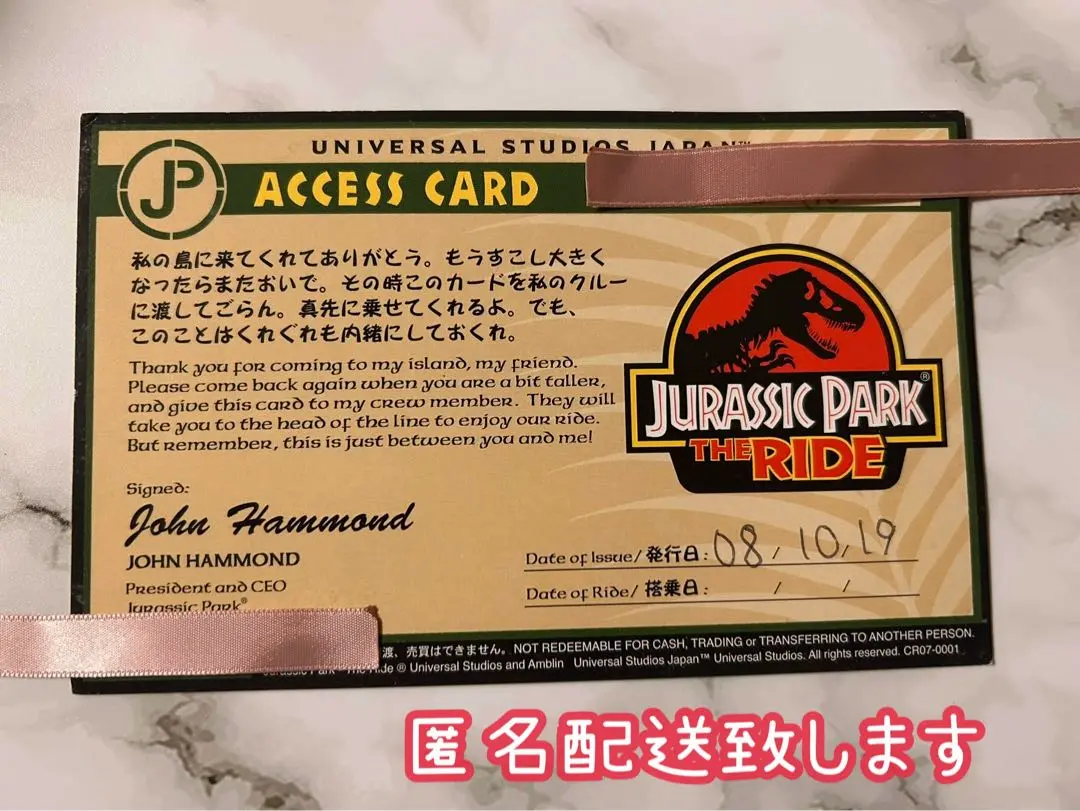 UNIVERSAL STUDIOS JAPAN™
JP
ACCESS CARD
私の島に来てくれてありがとう。もうすこし大きく
なったらまたおいで。その時このカードを私のクルー
に渡してごらん。真先に乗せてくれるよ。でも、
このことはくれぐれも内緒にしておくれ。
Thank you for coming to my island, my friend.
Please come back again when you are a bit taller,
and give this card to my crew member. They will
take you to the head of the line to enjoy our ride.
But remember, this is just between you and me!
JURASSIC PARK®
THE RIDE
Signed:
John Hammond
JOHN HAMMOND
President and CEO
Jurassic Park®
Date of Issue/発行日: 08/10/19
Date of Ride/搭乗日: / /
渡、売買はできません。NOT REDEEMABLE FOR CASH, TRADING or TRANSFERRING TO ANOTHER PERSON.
Ride ® Universal Studios and Amblin Universal Studios Japan™ Universal Studios. All rights reserved. CR07-0001
匿名配送致します